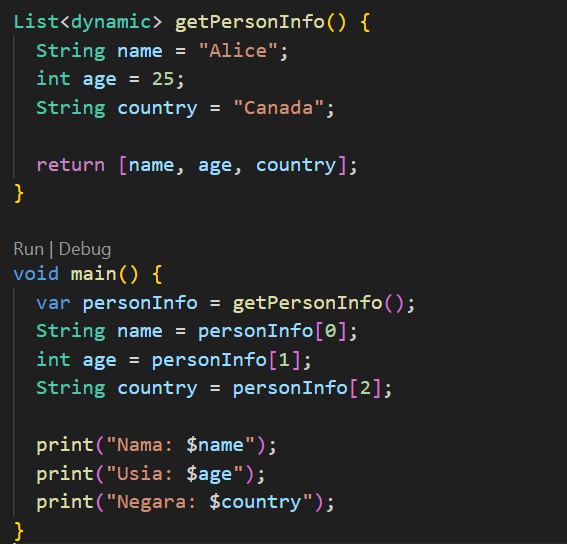 List<dynamic> getPersonInfo() {
  String name = "Alice";
  int age = 25;
  String country = "Canada";

  return [name, age, country];
}

Run | Debug
void main() {
  var personInfo = getPersonInfo();
  String name = personInfo[0];
  int age = personInfo[1];
  String country = personInfo[2];

  print("Nama: $name");
  print("Usia: $age");
  print("Negara: $country");
}